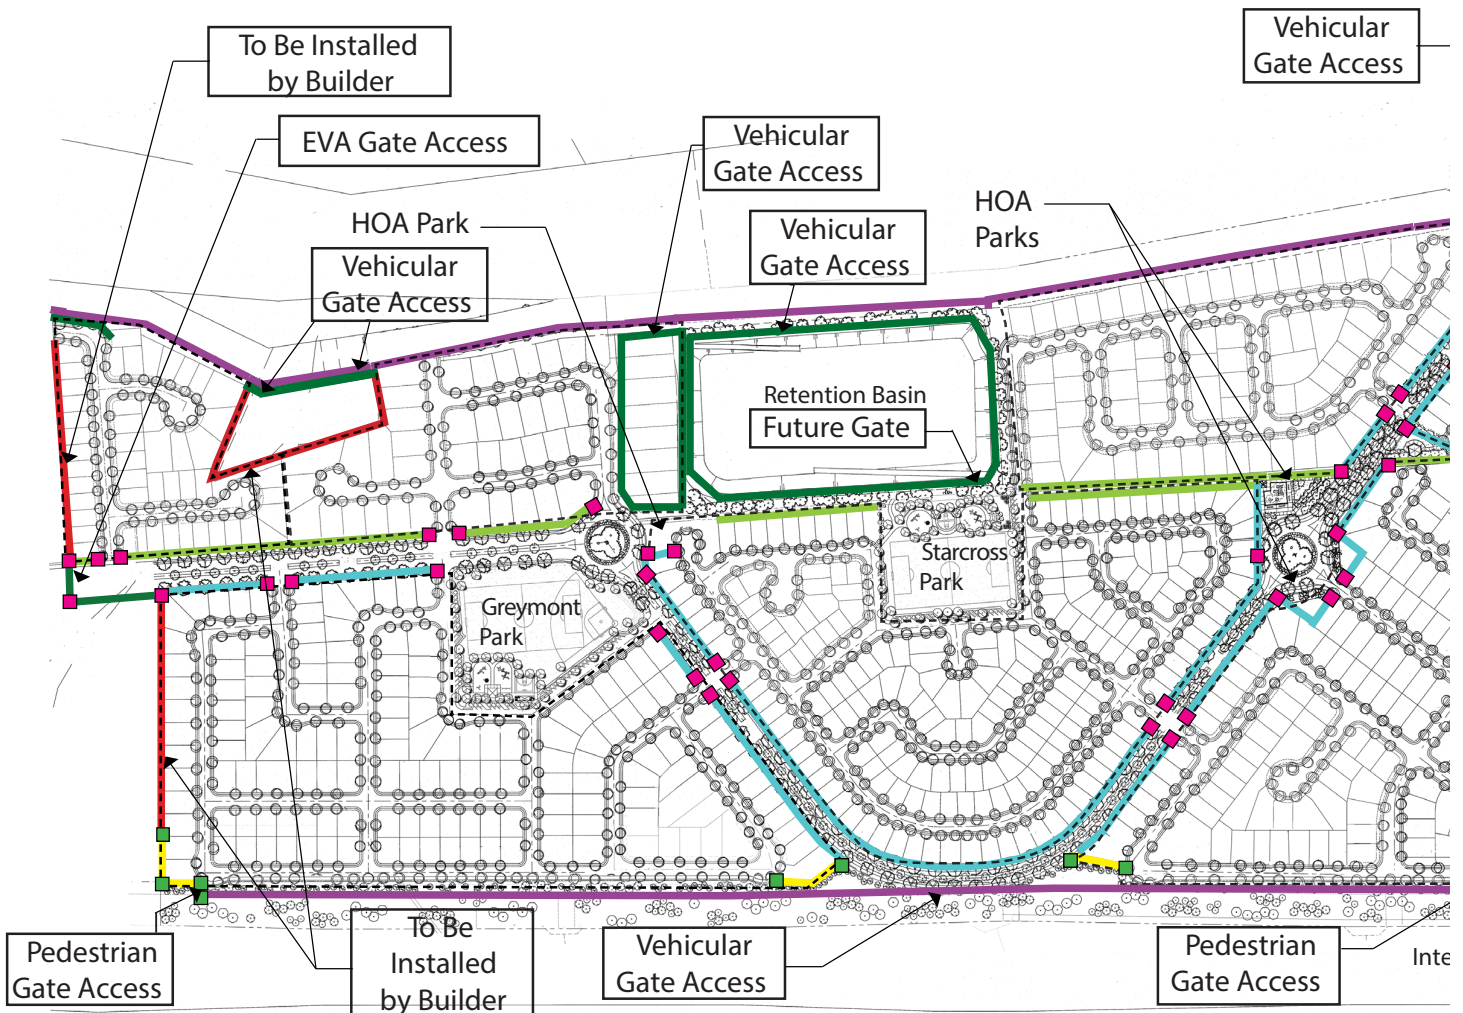 Vehicular
Gate Access
To Be Installed
by Builder
EVA Gate Access
Vehicular
Gate Access
HOA
Parks
HOA Park
Vehicular
Gate Access
Vehicular
Gate Access
Retention Basin
Future Gate
Starcross
Park
Greymont
Park
To Be
Installed
by Builder
Pedestrian
Gate Access
Vehicular
Gate Access
Pedestrian
Gate Access
Inte